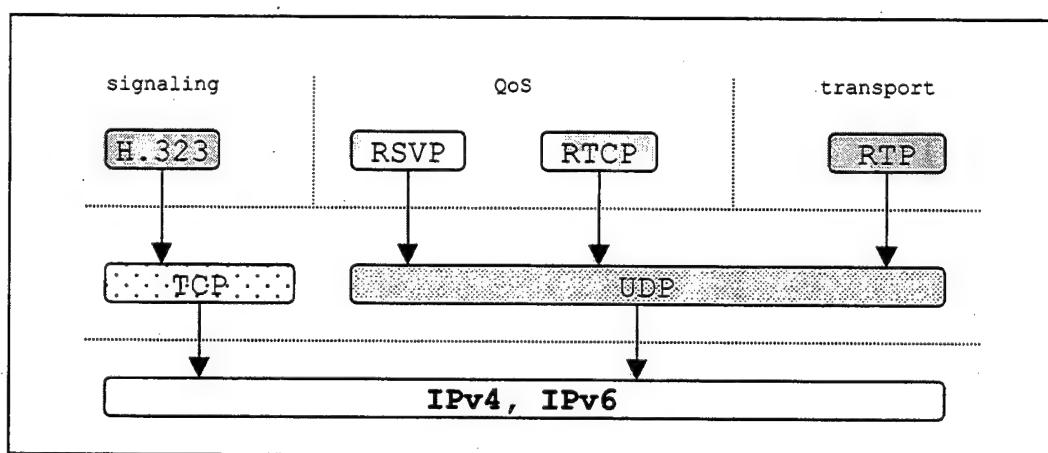 signaling QoS transport
H.323 RSVP RTCP RTP
TCP UDP
IPv4, IPv6